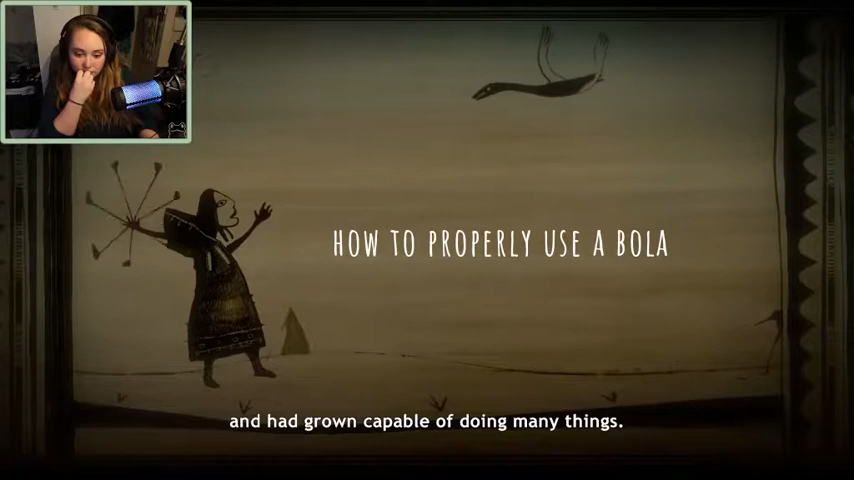 HOW TO PROPERLY USE A BOLA
and had grown capable of doing many things.